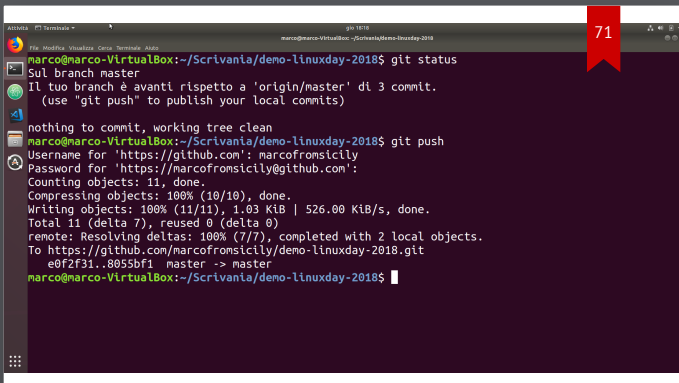 Attività Terminale gio 18:18
71
marco@marco-VirtualBox: ~/Scrivania/demo-linuxday-2018
File Modifica Visualizza Cerca Terminale Aiuto
marco@marco-VirtualBox:~/Scrivania/demo-linuxday-2018$ git status
Sul branch master
Il tuo branch è avanti rispetto a 'origin/master' di 3 commit.
(use "git push" to publish your local commits)
nothing to commit, working tree clean
marco@marco-VirtualBox:~/Scrivania/demo-linuxday-2018$ git push
Username for 'https://github.com': marcofromsicily
Password for 'https://marcofromsicily@github.com':
Counting objects: 11, done.
Compressing objects: 100% (10/10), done.
Writing objects: 100% (11/11), 1.03 KiB | 526.00 KiB/s, done.
Total 11 (delta 7), reused 0 (delta 0)
remote: Resolving deltas: 100% (7/7), completed with 2 local objects.
To https://github.com/marcofromsicily/demo-linuxday-2018.git
e0f2f31..8055bf1 master -> master
marco@marco-VirtualBox:~/Scrivania/demo-linuxday-2018$